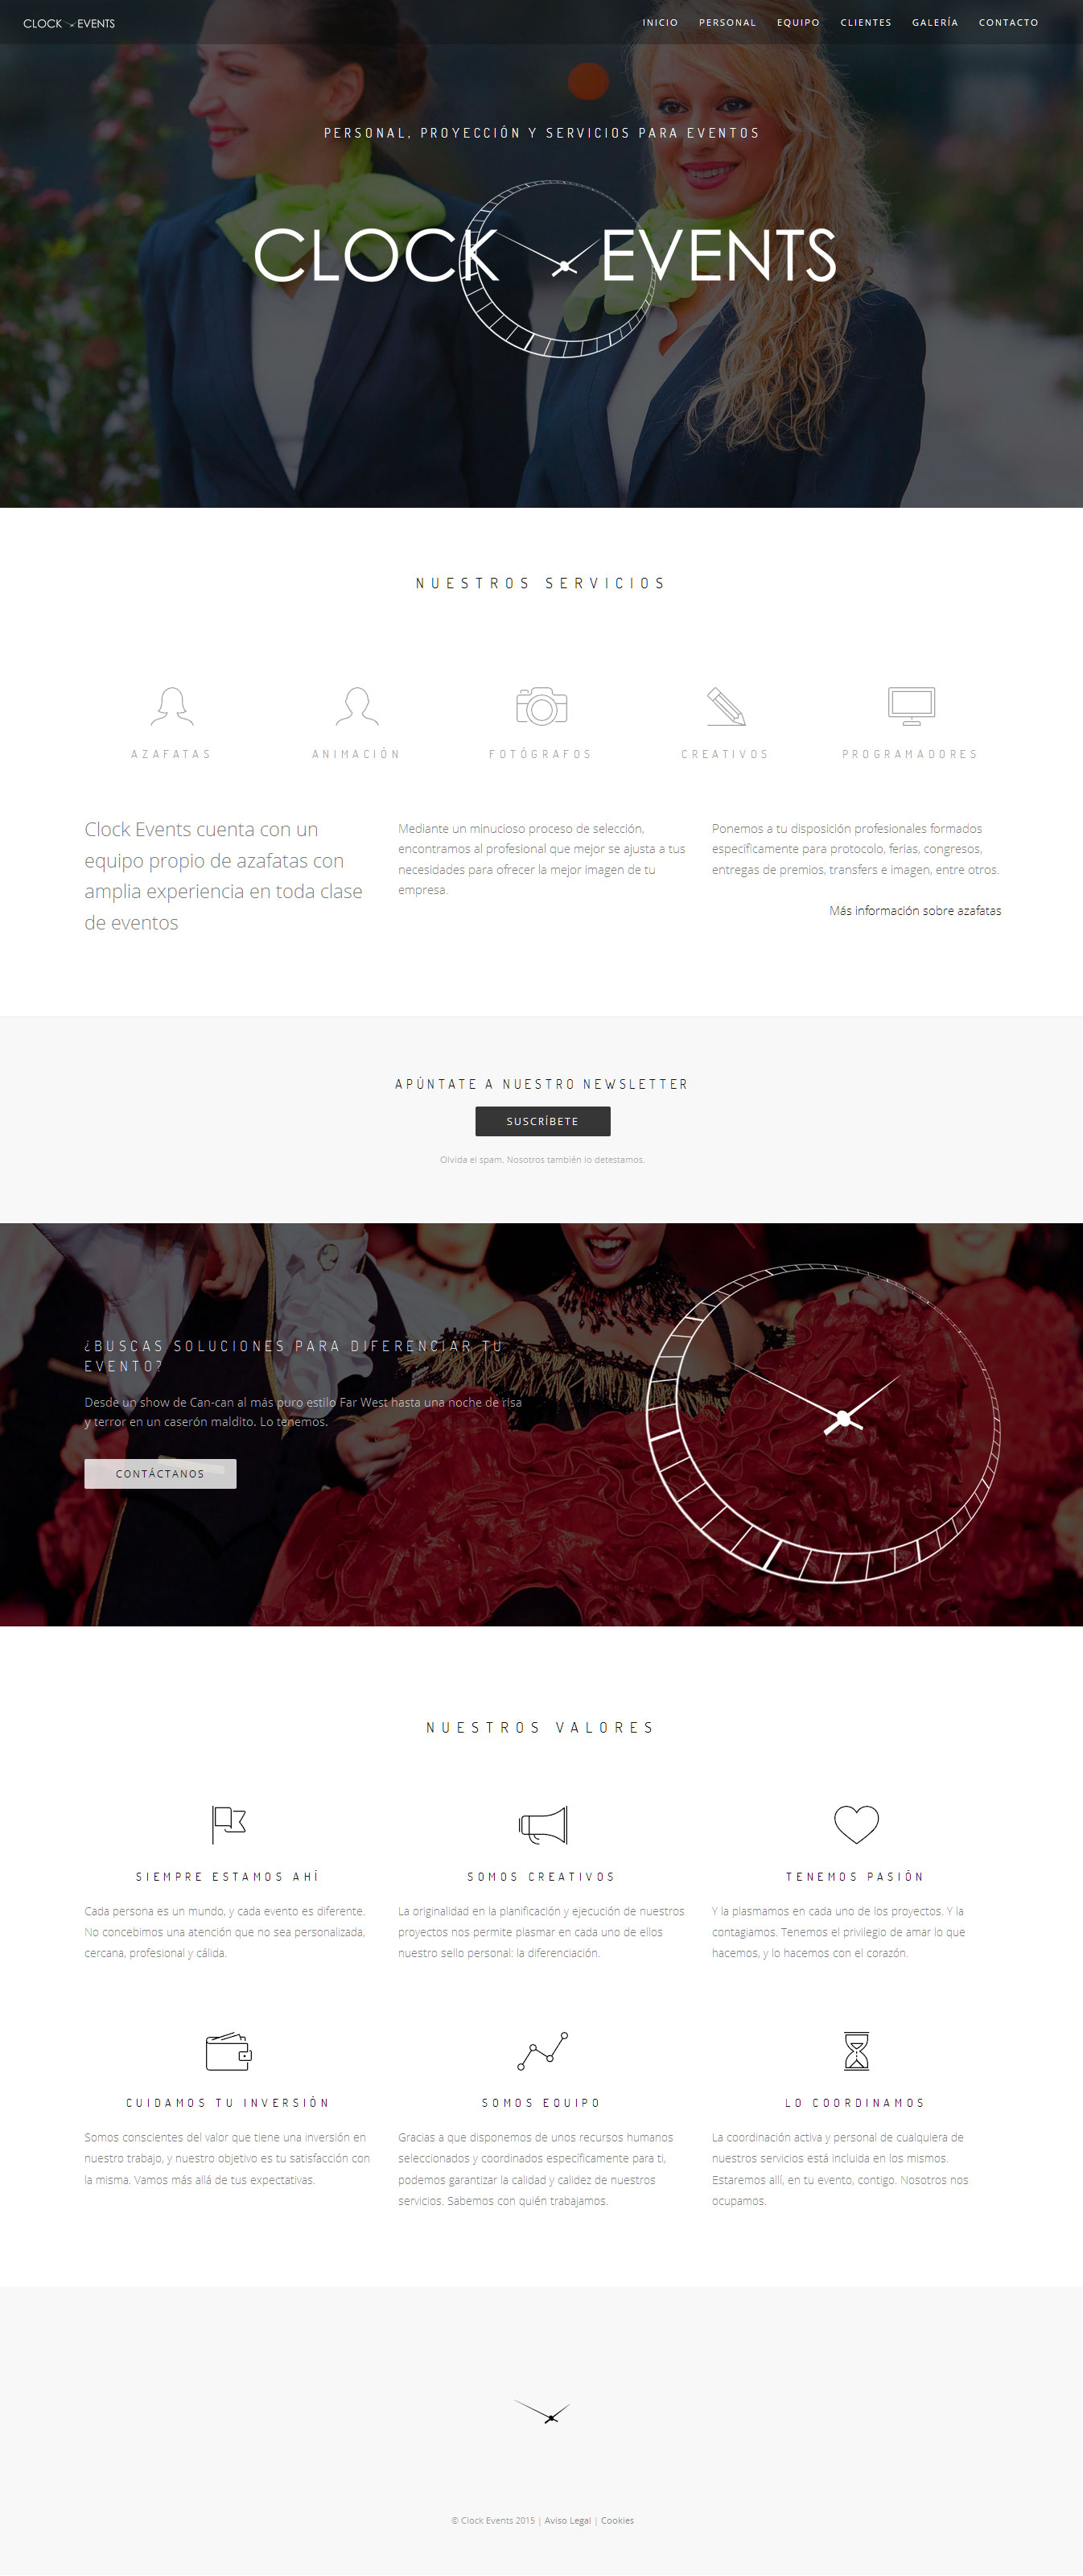 CLOCK EVENTS
INICIO PERSONAL EQUIPO CLIENTES GALERÍA CONTACTO
PERSONAL, PROYECCIÓN Y SERVICIOS PARA EVENTOS
CLOCK EVENTS
NUESTROS SERVICIOS
AZAFATAS
ANIMACIÓN
FOTÓGRAFOS
CREATIVOS
PROGRAMADORES
Clock Events cuenta con un
equipo propio de azafatas con
amplia experiencia en toda clase
de eventos
Mediante un minucioso proceso de selección,
encontramos al profesional que mejor se ajusta a tus
necesidades para ofrecer la mejor imagen de tu
empresa.
Ponemos a tu disposición profesionales formados
específicamente para protocolo, ferias, congresos,
entregas de premios, transfers e imagen, entre otros.
Más información sobre azafatas
APÚNTATE A NUESTRO NEWSLETTER
SUSCRÍBETE
Olvida el spam. Nosotros también lo detestamos.
¿BUSCAS SOLUCIONES PARA DIFERENCIAR TU
EVENTO?
Desde un show de Can-can al más puro estilo Far West hasta una noche de risa
y terror en un caserón maldito. Lo tenemos.
CONTÁCTANOS
NUESTROS VALORES
SIEMPRE ESTAMOS AHÍ
Cada persona es un mundo, y cada evento es diferente.
No concebimos una atención que no sea personalizada,
cercana, profesional y cálida.
SOMOS CREATIVOS
La originalidad en la planificación y ejecución de nuestros
proyectos nos permite plasmar en cada uno de ellos
nuestro sello personal: la diferenciación.
TENEMOS PASIÓN
Y la plasmamos en cada uno de los proyectos. Y la
contagiamos. Tenemos el privilegio de amar lo que
hacemos, y lo hacemos con el corazón.
CUIDAMOS TU INVERSIÓN
Somos conscientes del valor que tiene una inversión en
nuestro trabajo, y nuestro objetivo es tu satisfacción con
la misma. Vamos más allá de tus expectativas.
SOMOS EQUIPO
Gracias a que disponemos de unos recursos humanos
seleccionados y coordinados específicamente para ti,
podemos garantizar la calidad y calidez de nuestros
servicios. Sabemos con quién trabajamos.
LO COORDINAMOS
La coordinación activa y personal de cualquiera de
nuestros servicios está incluida en los mismos.
Estaremos allí, en tu evento, contigo. Nosotros nos
ocupamos.
© Clock Events 2015 | Aviso Legal | Cookies